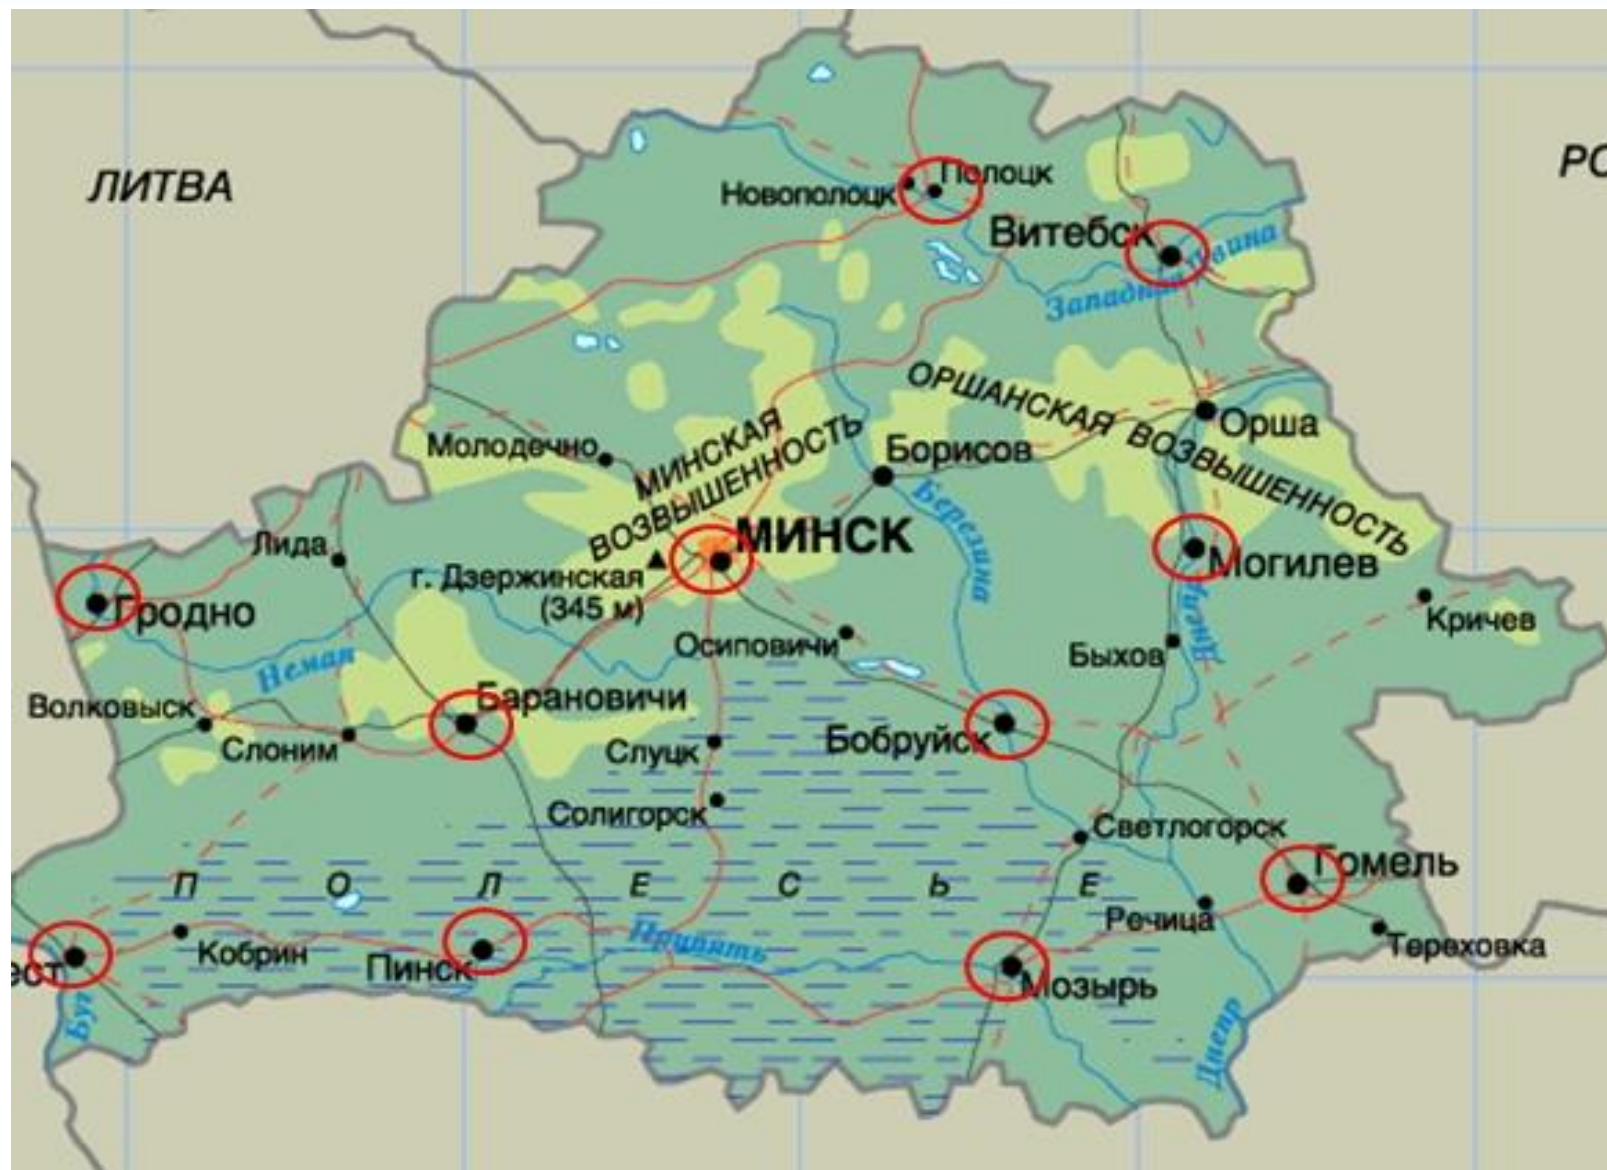 ЛИТВА
РО
Полоцк
Новополоцк
Витебск
Западная Двина
ОРШАНСКАЯ ВОЗВЫШЕННОСТЬ
Орша
Молодечно
МИНСКАЯ
ВОЗВЫШЕННОСТЬ
Борисов
Березина
МИНСК
Лида
г. Дзержинская
(345 м)
Могилев
Гродно
Кричев
Осиповичи
Быхов
Днепр
Неман
Барановичи
Волковыск
Слоним
Слуцк
Бобруйск
Солигорск
Светлогорск
Гомель
П О Л Е С Ь Е
Речица
Тереховка
Кобрин
Пинск
Припять
ест
Мозырь
Буг
Днепр